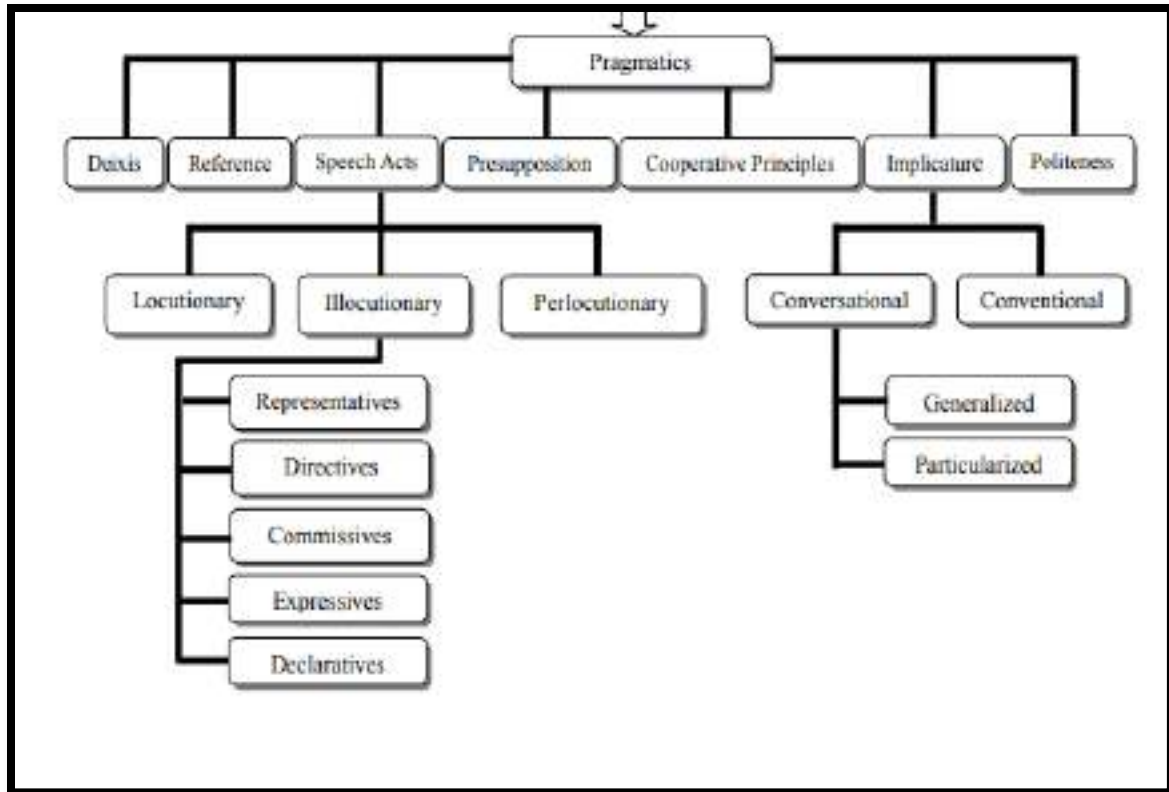 Pragmatics
Deixis
Reference
Speech Acts
Presupposition
Cooperative Principles
Implicature
Politeness
Locutionary
Illocutionary
Perlocutionary
Conversational
Conventional
Representatives
Directives
Commissives
Expressives
Declaratives
Generalized
Particularized